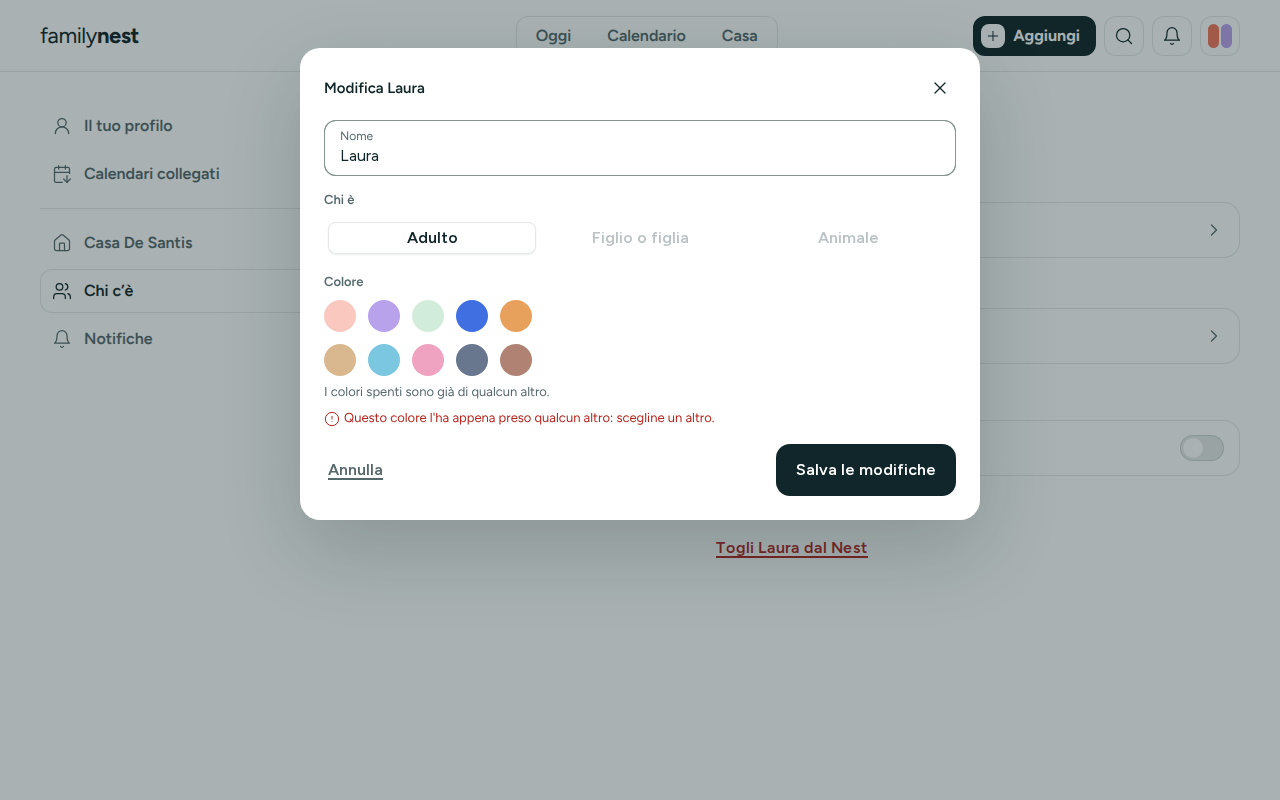 familynest
Oggi
Calendario
Casa
Aggiungi
Il tuo profilo
Calendari collegati
Casa De Santis
Chi c'è
Notifiche
Modifica Laura
Nome
Laura
Chi è
Adulto
Figlio o figlia
Animale
Colore
I colori spenti sono già di qualcun altro.
Questo colore l'ha appena preso qualcun altro: scegline un altro.
Annulla
Salva le modifiche
Togli Laura dal Nest